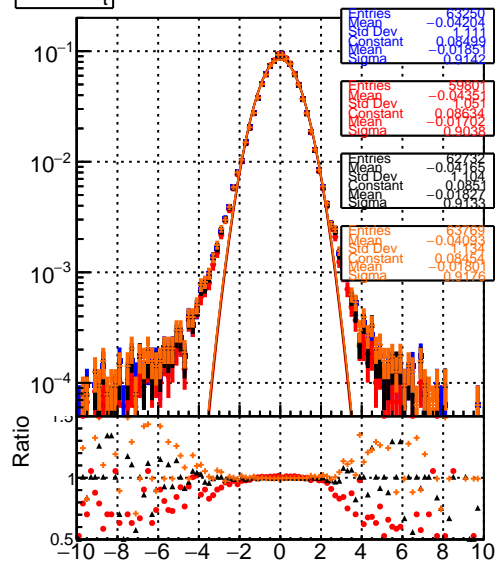 t
Entries 63250
Mean −0.04204
Std Dev 1.111
Constant 0.08499
Mean −0.01851
Sigma 0.9142
Entries 59801
Mean −0.04351
Std Dev 1.051
Constant 0.08634
Mean −0.01702
Sigma 0.9038
Entries 62732
Mean −0.04165
Std Dev 1.104
Constant 0.0851
Mean −0.01827
Sigma 0.9133
Entries 63769
Mean −0.04093
Std Dev 1.134
Constant 0.08454
Mean −0.01801
Sigma 0.9176
10−1
10−2
10−3
10−4
1.5
1
0.5
Ratio
−10 −8 −6 −4 −2 0 2 4 6 8 10